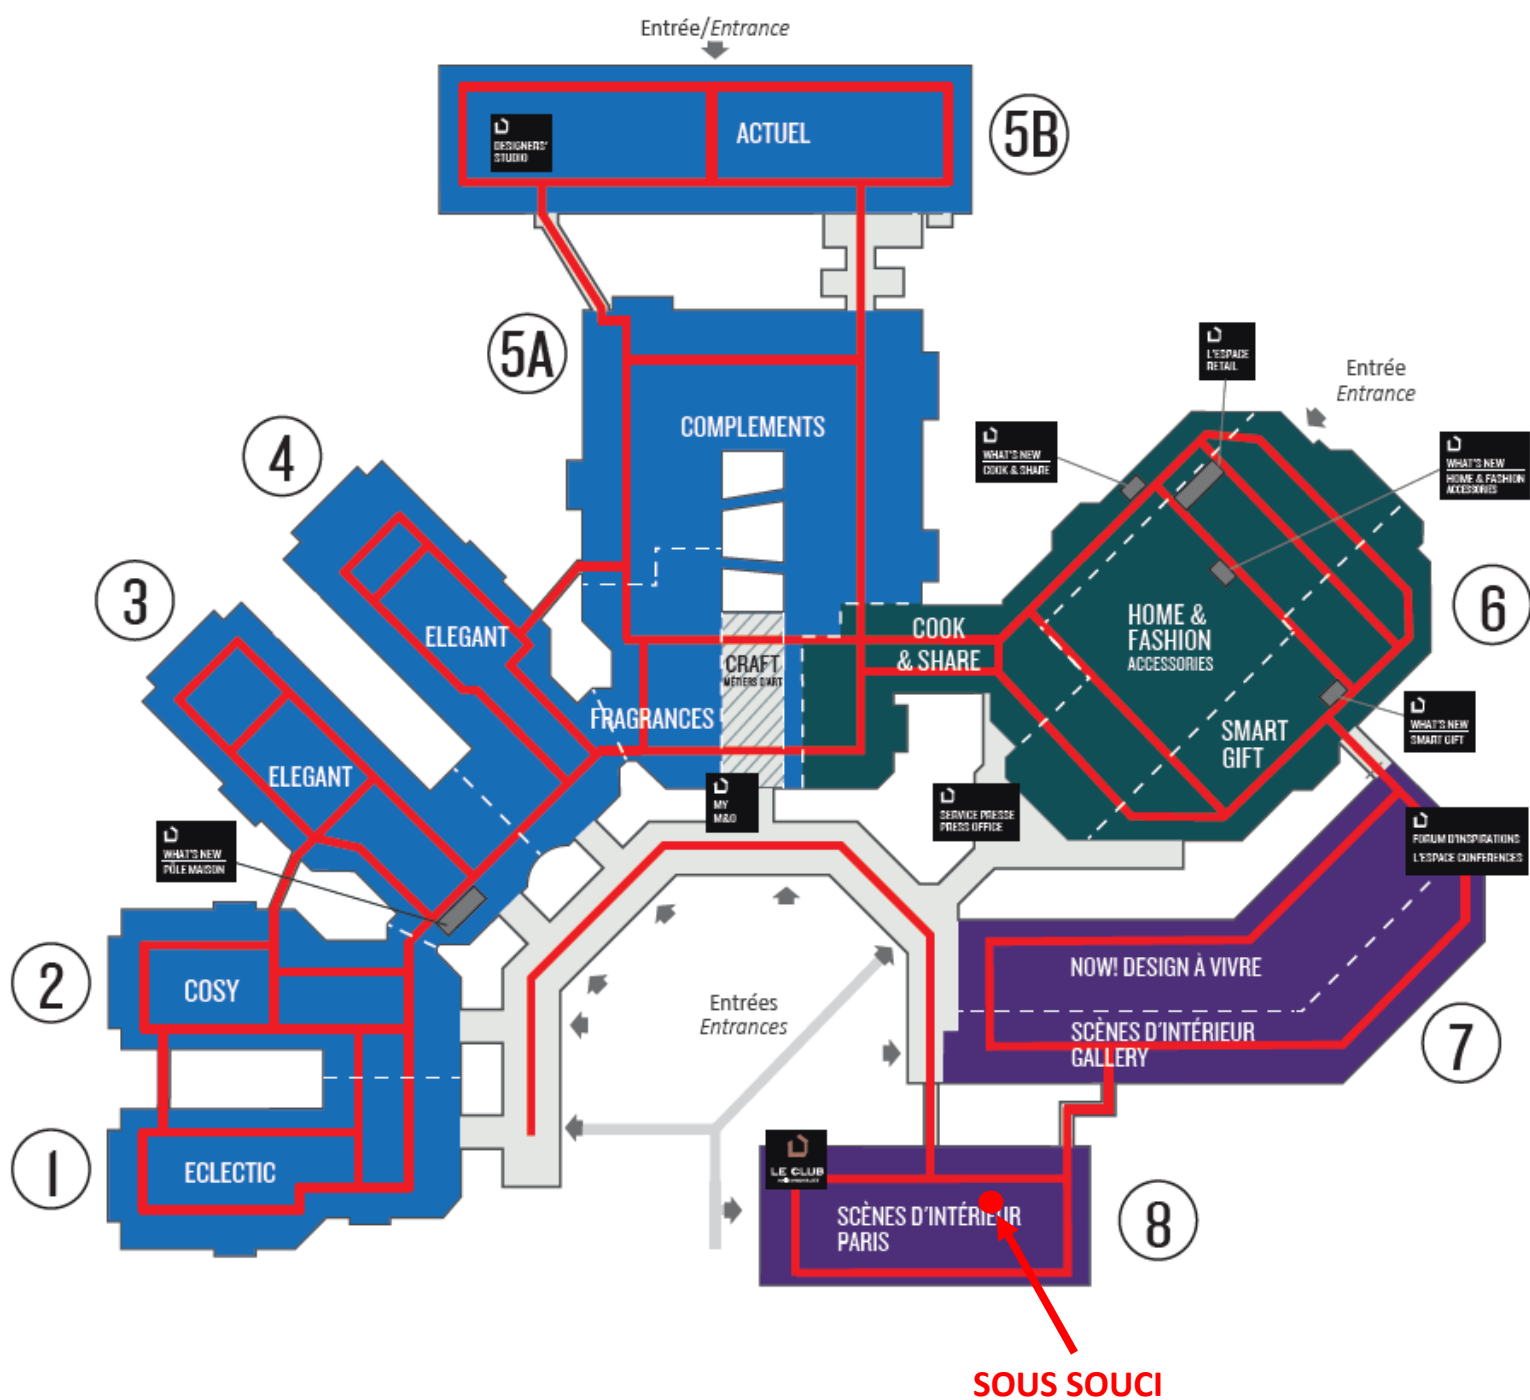 Entrée/Entrance
DESIGNERS'
STUDIO
ACTUEL
5B
5A
L'ESPACE
RETAIL
Entrée
Entrance
COMPLEMENTS
4
WHAT'S NEW
COOK & SHARE
WHAT'S NEW
HOME & FASHION
ACCESSORIES
3
ELEGANT
COOK
& SHARE
HOME &
FASHION
ACCESSORIES
6
CRAFT
MÉTIERS D'ART
FRAGRANCES
SMART
GIFT
WHAT'S NEW
SMART GIFT
ELEGANT
MY
M&O
SERVICE PRESSE
PRESS OFFICE
FORUM D'INSPIRATIONS
L'ESPACE CONFERENCES
WHAT'S NEW
PÔLE MAISON
2
COSY
NOW! DESIGN À VIVRE
Entrées
Entrances
SCÈNES D'INTÉRIEUR
GALLERY
7
1
ECLECTIC
LE CLUB
SCÈNES D'INTÉRIEUR
PARIS
8
SOUS SOUCI